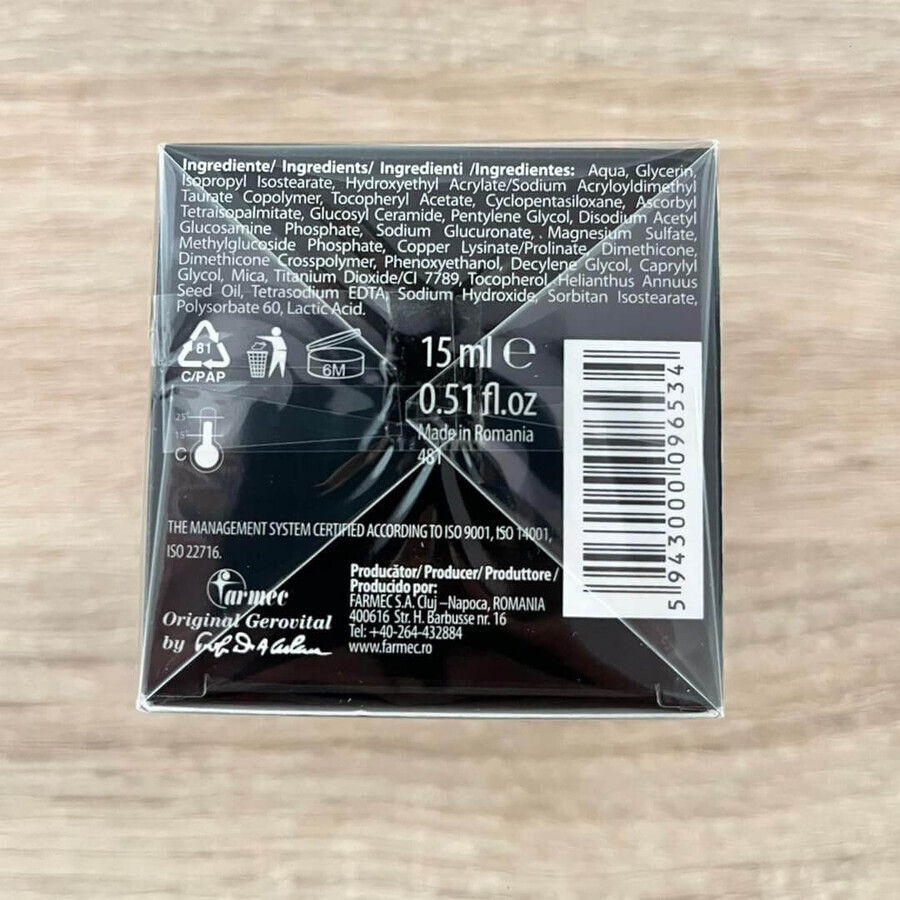 Ingrediente/ Ingredients/ Ingredienti /Ingredientes: Aqua, Glycerin,
Isopropyl Isostearate, Hydroxyethyl Acrylate/Sodium Acryloyldimethyl
Taurate Copolymer, Tocopheryl Acetate, Cyclopentasiloxane, Ascorbyl
Tetraisopalmitate, Glucosyl Ceramide, Pentylene Glycol, Disodium Acetyl
Glucosamine Phosphate, Sodium Glucuronate, Magnesium Sulfate,
Methylglucoside Phosphate, Copper Lysinate/Prolinate, Dimethicone,
Dimethicone Crosspolymer, Phenoxyethanol, Decylene Glycol, Caprylyl
Glycol, Mica, Titanium Dioxide/CI 7789, Tocopherol, Helianthus Annuus
Seed Oil, Tetrasodium EDTA, Sodium Hydroxide, Sorbitan Isostearate,
Polysorbate 60, Lactic Acid.
81
C/PAP
6M
15 ml e
0.51 fl.oz
Made in Romania
481
25°
15°
C
5 943000 096534
THE MANAGEMENT SYSTEM CERTIFIED ACCORDING TO ISO 9001, ISO 14001,
ISO 22716.
Farmec
Original Gerovital
by Prof. Dr. A. Aslan
Producător/ Producer/ Produttore/
Producido por:
FARMEC S.A. Cluj –Napoca, ROMANIA
400616 Str. H. Barbusse nr. 16
Tel: +40-264-432884
www.farmec.ro